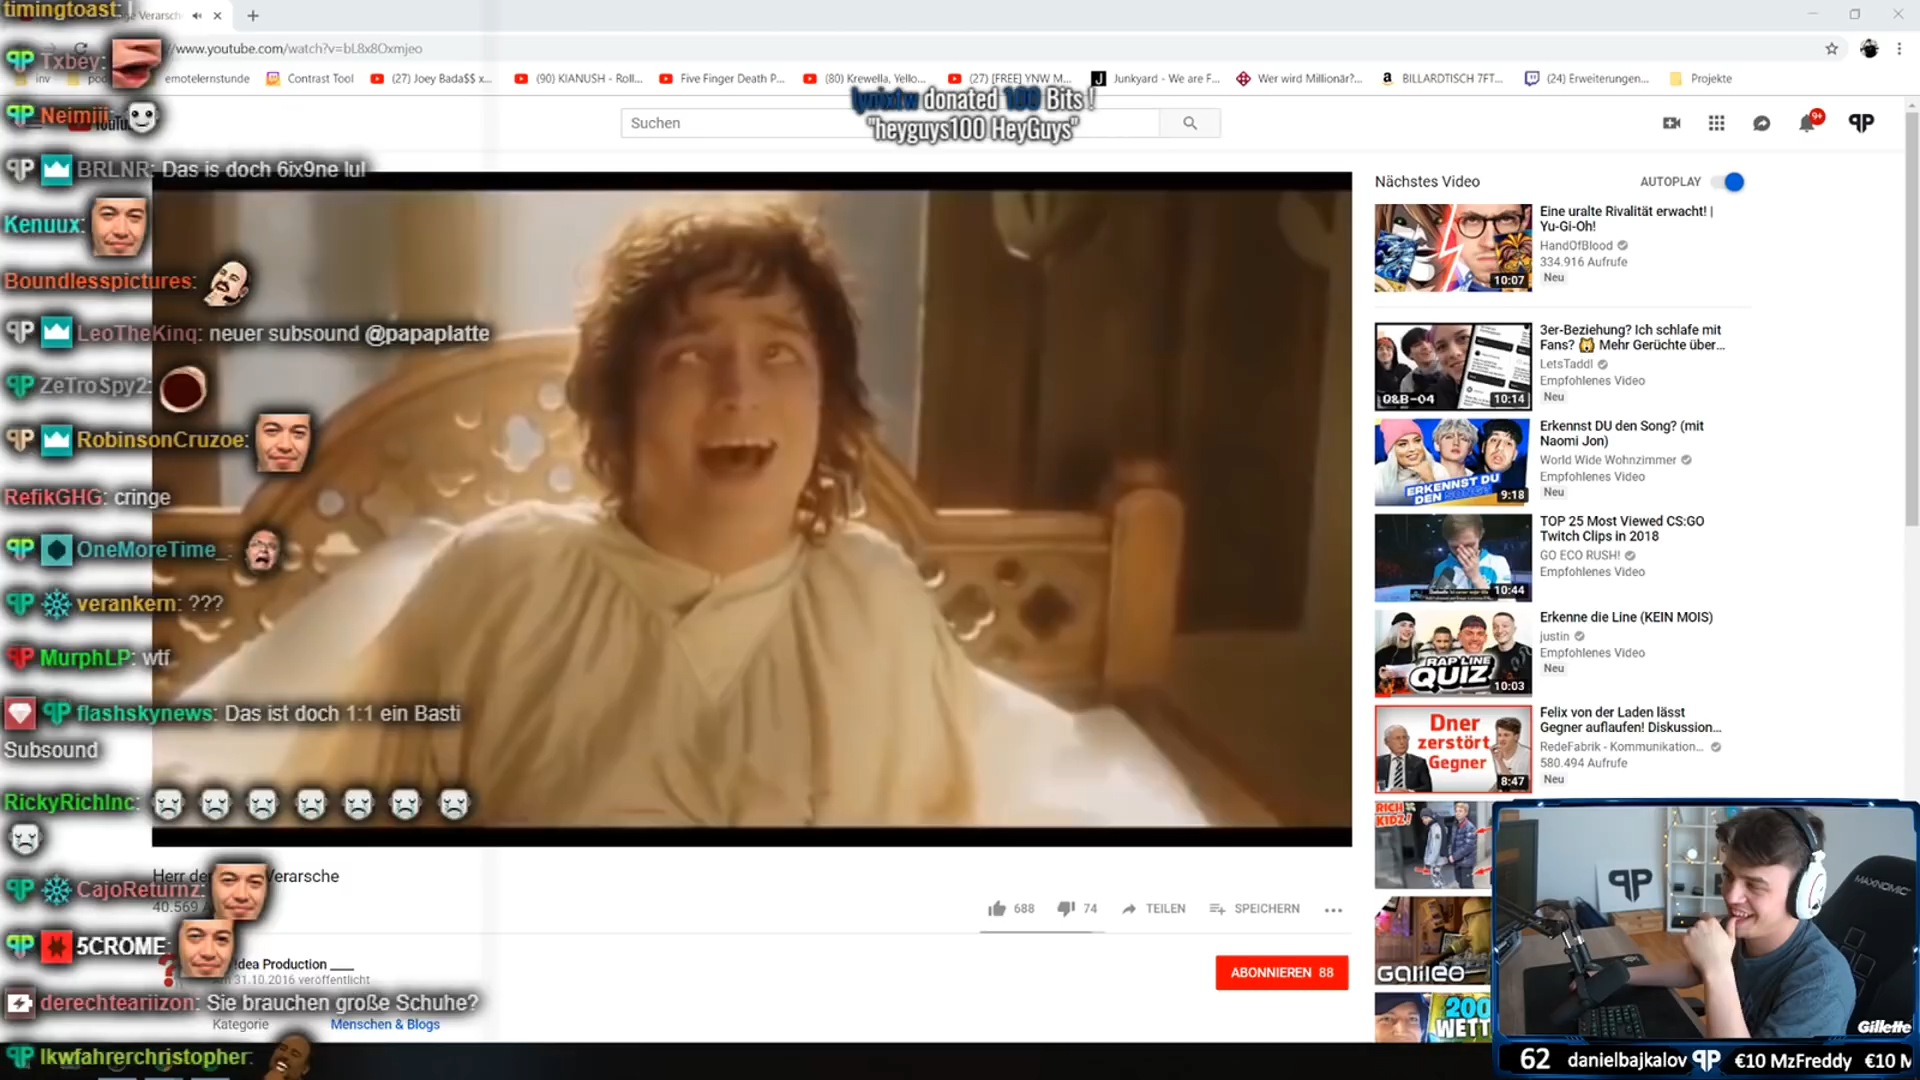 timingtoast:
Verarsch
www.youtube.com/watch?v=bL8x8Oxmjeo
Txbey:
inv
emotelernstunde
Contrast Tool
(27) Joey Bada$$ x...
(90) KIANUSH - Roll...
Five Finger Death P...
(80) Krewella, Yello...
(27) [FREE] YNW M...
Junkyard - We are F...
Wer wird Millionär?...
BILLARDTISCH 7FT...
(24) Erweiterungen...
Projekte
lynixtw donated 100 Bits !
"heyguys100 HeyGuys"
Neimiii:
Suchen
9+
BRLNR: Das is doch 6ix9ne lul
Kenuux:
Boundlesspictures:
LeoTheKinq: neuer subsound @papaplatte
ZeTroSpy2:
RobinsonCruzoe:
RefikGHG: cringe
OneMoreTime_:
verankern: ???
MurphLP: wtf
flashskynews: Das ist doch 1:1 ein Basti
Subsound
RickyRichInc:
CajoReturnz:
5CROME:
derechteariizon: Sie brauchen große Schuhe?
lkwfahrerchristopher:
Herr de
Verarsche
40.569
688
74
TEILEN
SPEICHERN
dea Production ____
31.10.2016 veröffentlicht
ABONNIEREN 88
Kategorie
Menschen & Blogs
Nächstes Video
AUTOPLAY
Eine uralte Rivalität erwacht! |
Yu-Gi-Oh!
HandOfBlood
334.916 Aufrufe
Neu
10:07
3er-Beziehung? Ich schlafe mit
Fans? Mehr Gerüchte über...
LetsTaddl
Empfohlenes Video
Neu
Q&B-04
10:14
Erkennst DU den Song? (mit
Naomi Jon)
World Wide Wohnzimmer
Empfohlenes Video
Neu
ERKENNST DU
DEN SONG?
9:18
TOP 25 Most Viewed CS:GO
Twitch Clips in 2018
GO ECO RUSH!
Empfohlenes Video
10:44
Erkenne die Line (KEIN MOIS)
justin
Empfohlenes Video
Neu
RAP LINE
QUIZ
10:03
Felix von der Laden lässt
Gegner auflaufen! Diskussion...
RedeFabrik - Kommunikation...
580.494 Aufrufe
Neu
Dner
zerstört
Gegner
8:47
RICH
KIDZ!
GALILEO
200
WETT
MAXNOMIC
Gillette
62 danielbajkalov €10 MzFreddy €10 M